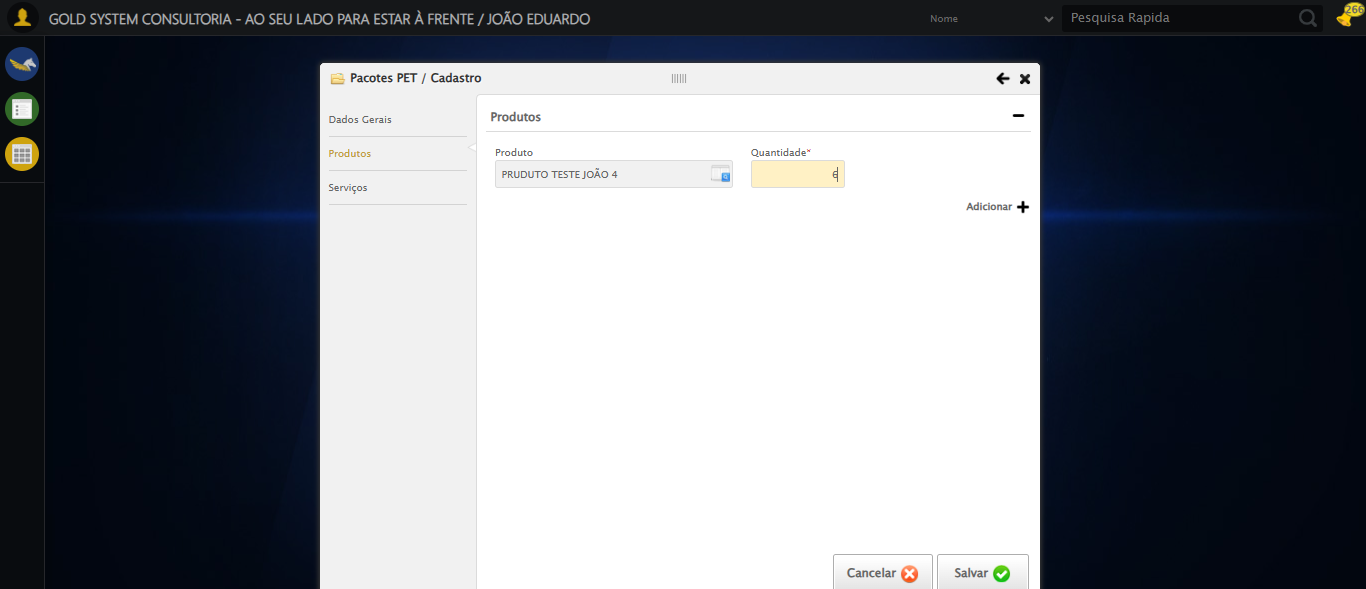 GOLD SYSTEM CONSULTORIA - AO SEU LADO PARA ESTAR À FRENTE / JOÃO EDUARDO
Nome
Pesquisa Rapida
266
Pacotes PET / Cadastro
Dados Gerais
Produtos
Serviços
Produtos
Produto
Quantidade*
PRUDUTO TESTE JOÃO 4
6
Adicionar
Cancelar
Salvar